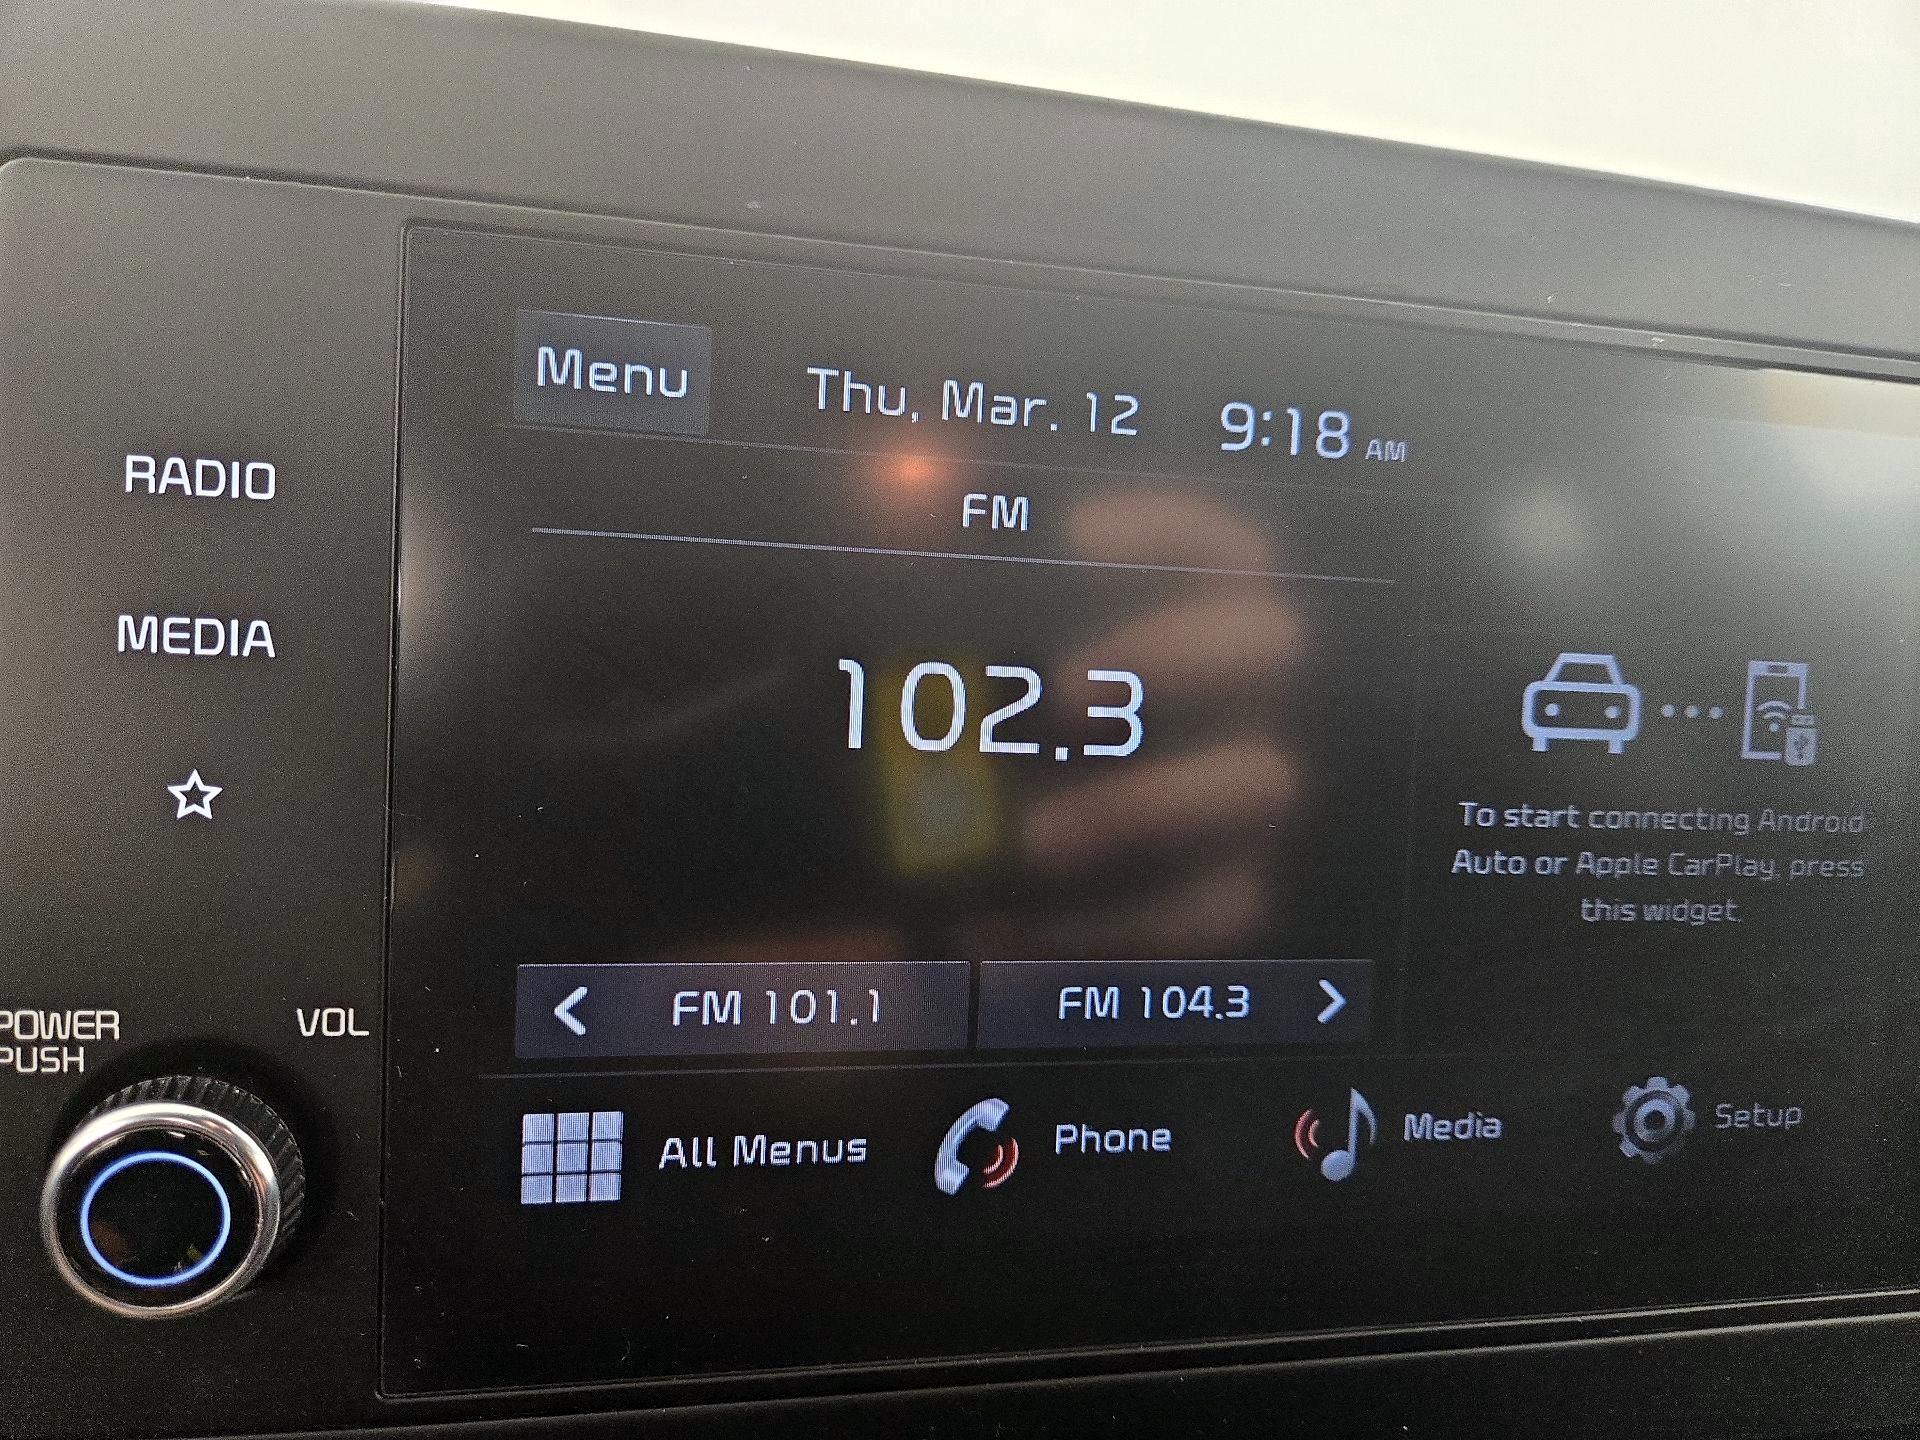 Menu
Thu, Mar. 12 9:18 AM
RADIO
FM
MEDIA
102.3
To start connecting Android
Auto or Apple CarPlay, press
this widget.
FM 101.1
FM 104.3
POWER
PUSH
VOL
All Menus
Phone
Media
Setup